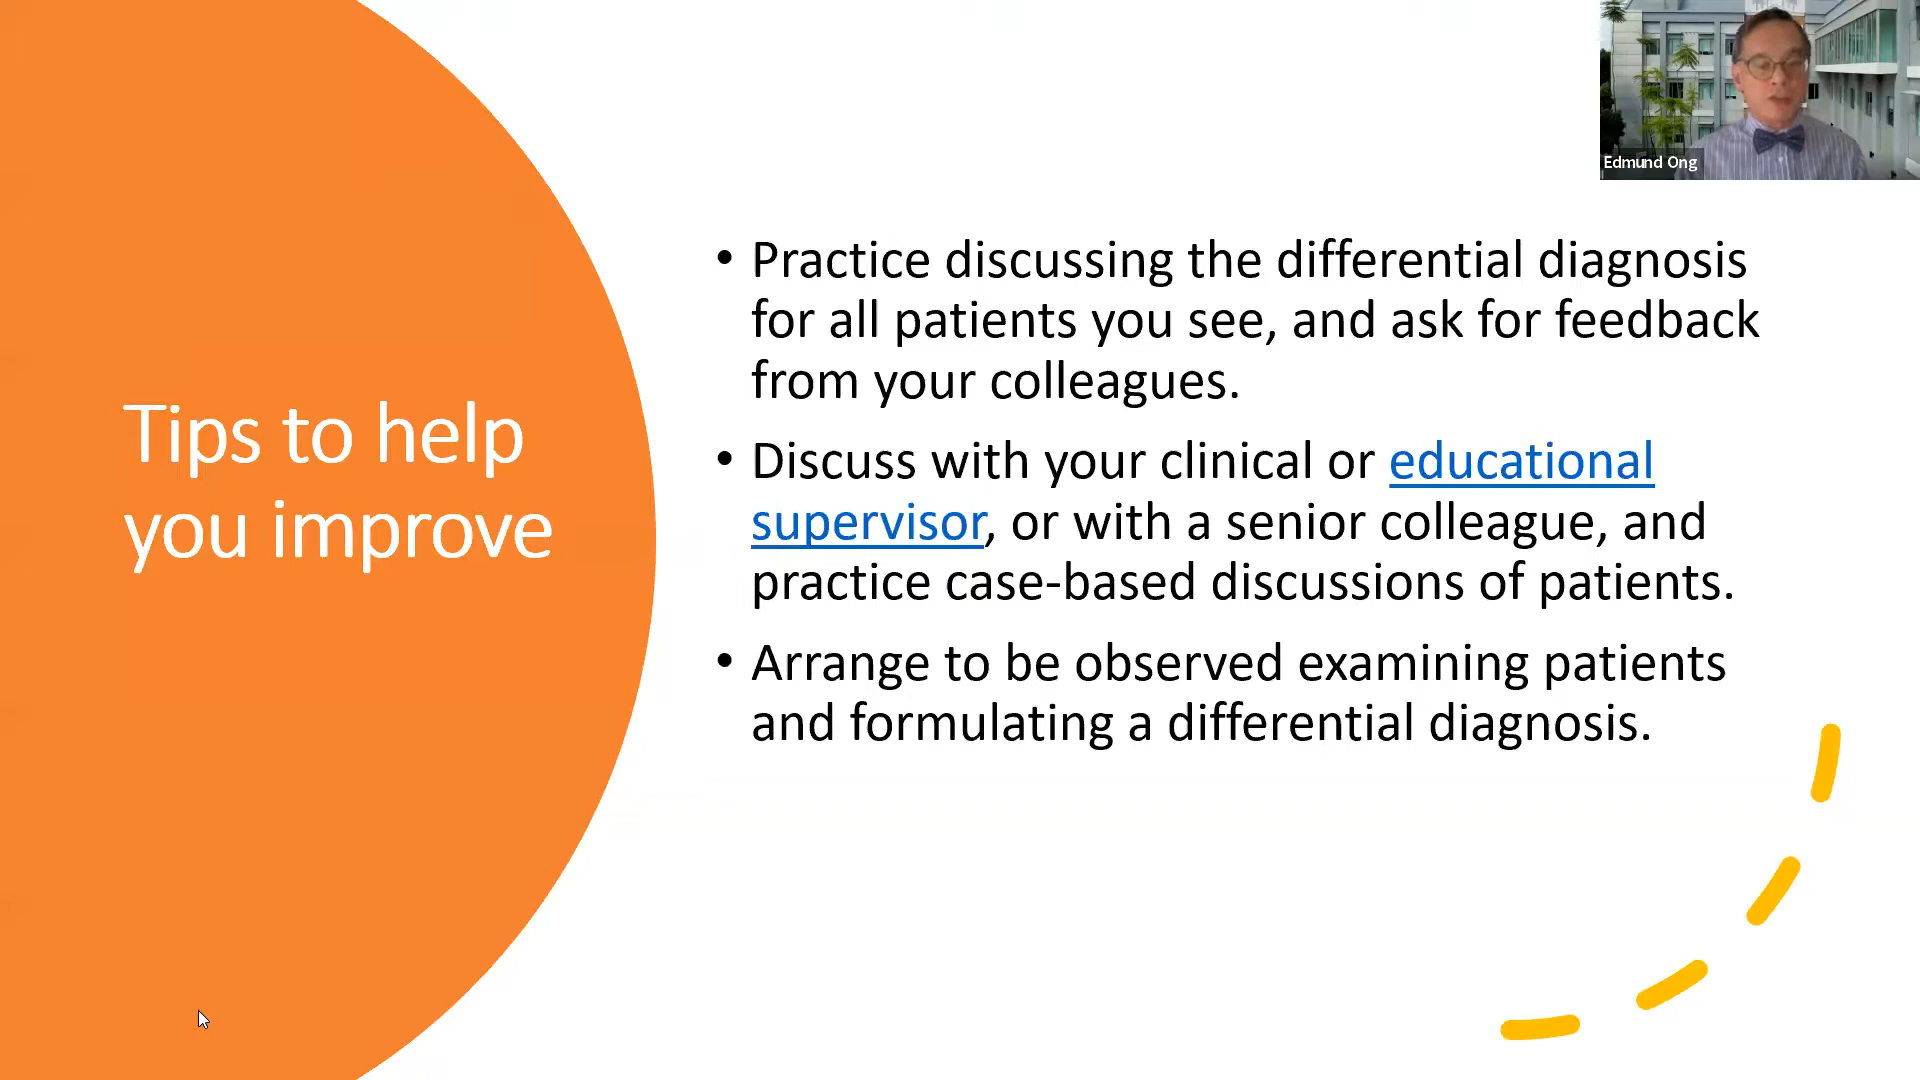 Edmund Ong
Tips to help
you improve
• Practice discussing the differential diagnosis
for all patients you see, and ask for feedback
from your colleagues.
• Discuss with your clinical or educational
supervisor, or with a senior colleague, and
practice case-based discussions of patients.
• Arrange to be observed examining patients
and formulating a differential diagnosis.